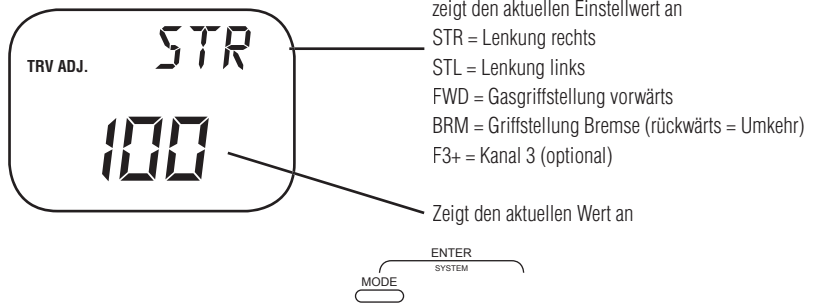 zeigt den aktuellen Einstellwert an
STR
TRV ADJ.
STR = Lenkung rechts
STL = Lenkung links
FWD = Gasgriffstellung vorwärts
BRM = Griffstellung Bremse (rückwärts = Umkehr)
100
F3+ = Kanal 3 (optional)
Zeigt den aktuellen Wert an
ENTER
SYSTEM
MODE